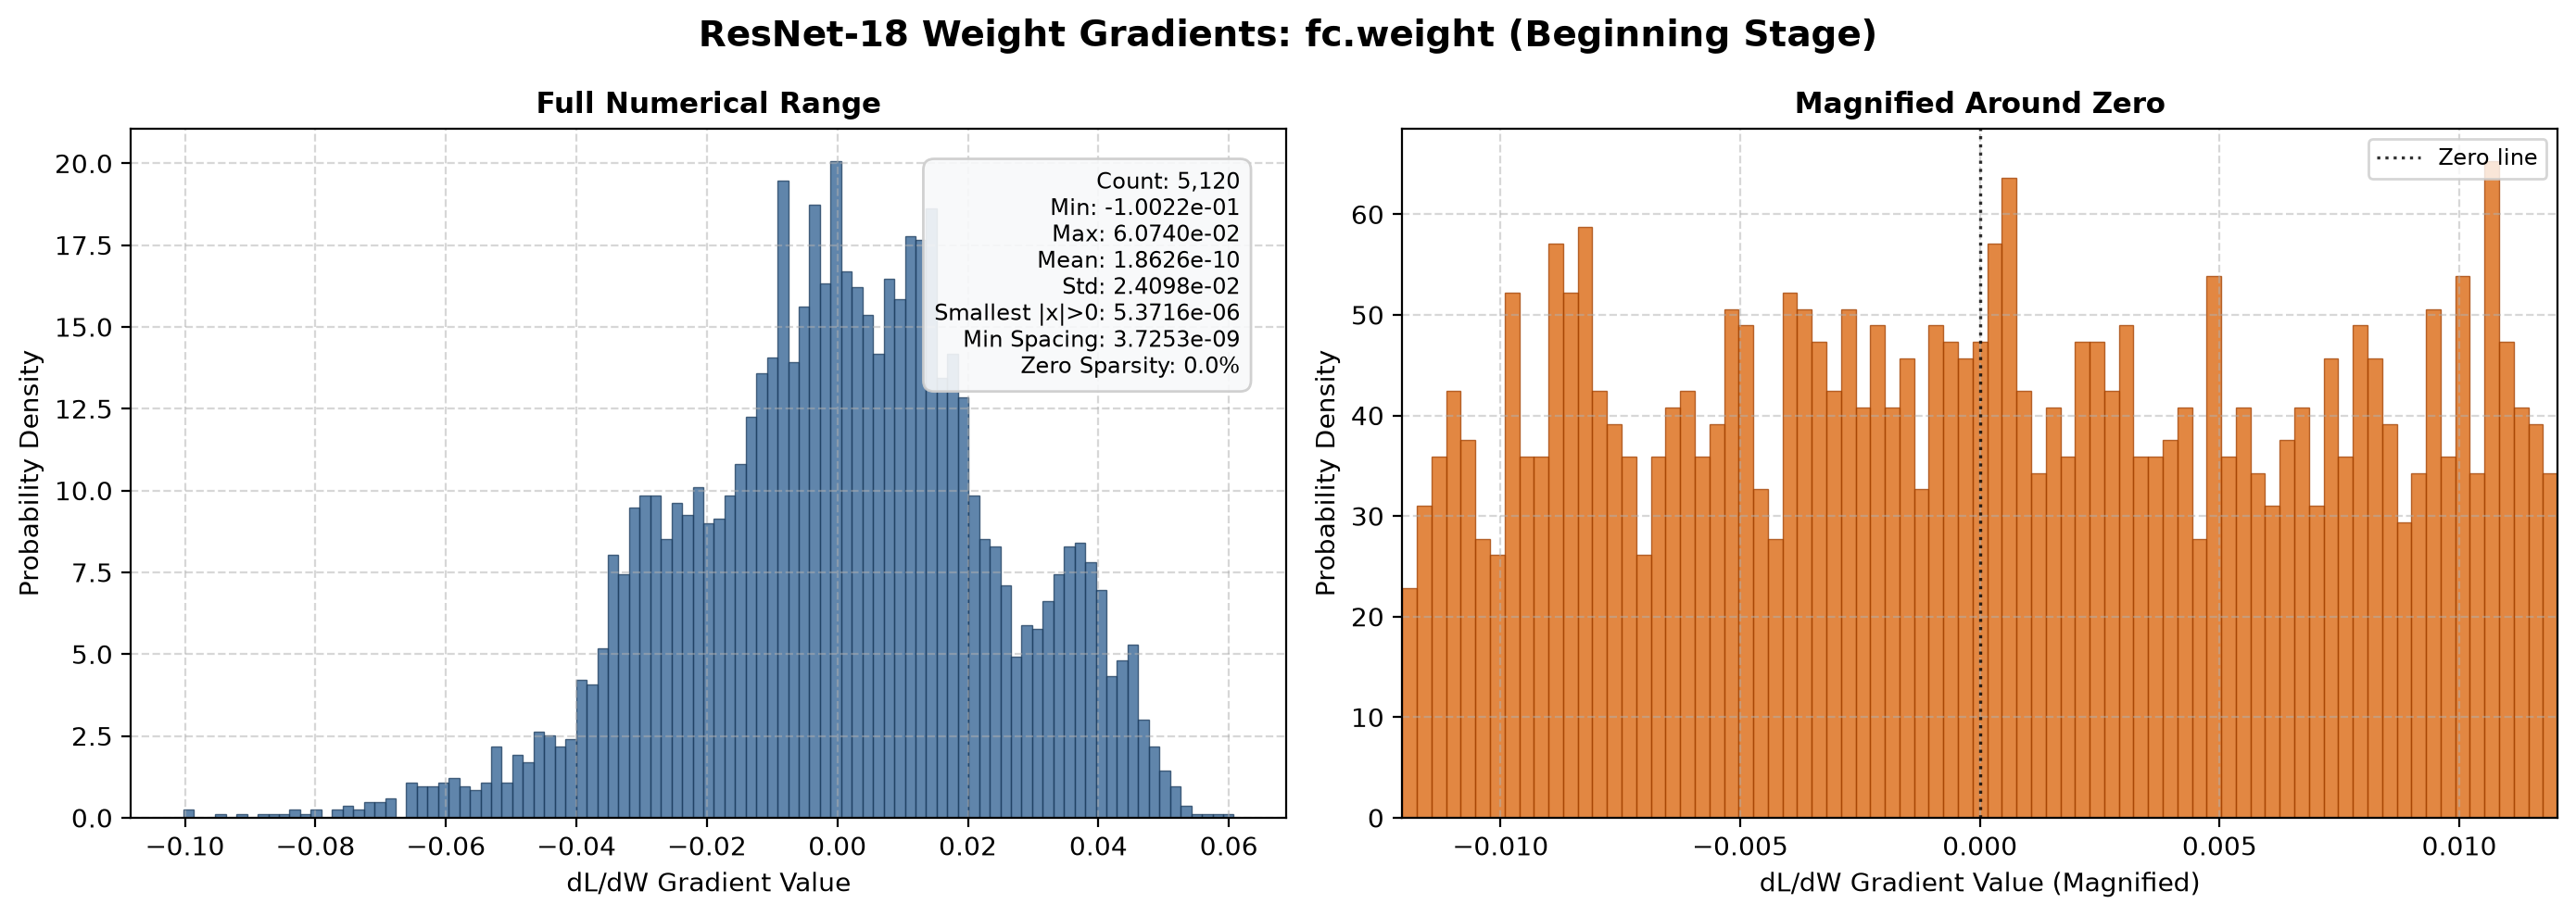 ResNet-18 Weight Gradients: fc.weight (Beginning Stage)
Full Numerical Range
Probability Density
20.0
17.5
15.0
12.5
10.0
7.5
5.0
2.5
0.0
Count: 5,120
Min: -1.0022e-01
Max: 6.0740e-02
Mean: 1.8626e-10
Std: 2.4098e-02
Smallest |x|>0: 5.3716e-06
Min Spacing: 3.7253e-09
Zero Sparsity: 0.0%
−0.10 −0.08 −0.06 −0.04 −0.02 0.00 0.02 0.04 0.06
dL/dW Gradient Value
Magnified Around Zero
Probability Density
60
50
40
30
20
10
0
Zero line
−0.010 −0.005 0.000 0.005 0.010
dL/dW Gradient Value (Magnified)